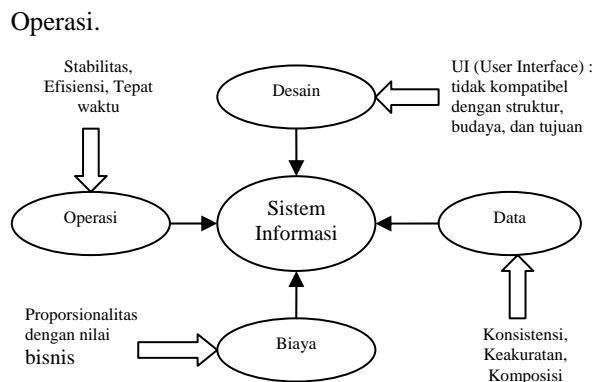 Operasi.
Stabilitas,
Efisiensi, Tepat
waktu
Desain
UI (User Interface) :
tidak kompatibel
dengan struktur,
budaya, dan tujuan
Operasi
Sistem
Informasi
Data
Proporsionalitas
dengan nilai
bisnis
Biaya
Konsistensi,
Keakuratan,
Komposisi